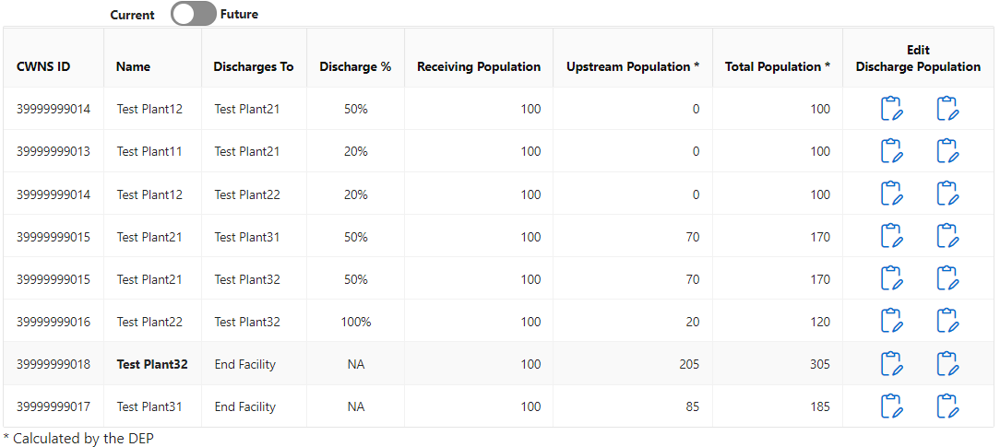 Current Future
Edit
CWNS ID Name Discharges To Discharge % Receiving Population Upstream Population * Total Population * Discharge Population
39999999014 Test Plant12 Test Plant21 50% 100 0 100
39999999013 Test Plant11 Test Plant21 20% 100 0 100
39999999014 Test Plant12 Test Plant22 20% 100 0 100
39999999015 Test Plant21 Test Plant31 50% 100 70 170
39999999015 Test Plant21 Test Plant32 50% 100 70 170
39999999016 Test Plant22 Test Plant32 100% 100 20 120
39999999018 Test Plant32 End Facility NA 100 205 305
39999999017 Test Plant31 End Facility NA 100 85 185
* Calculated by the DEP